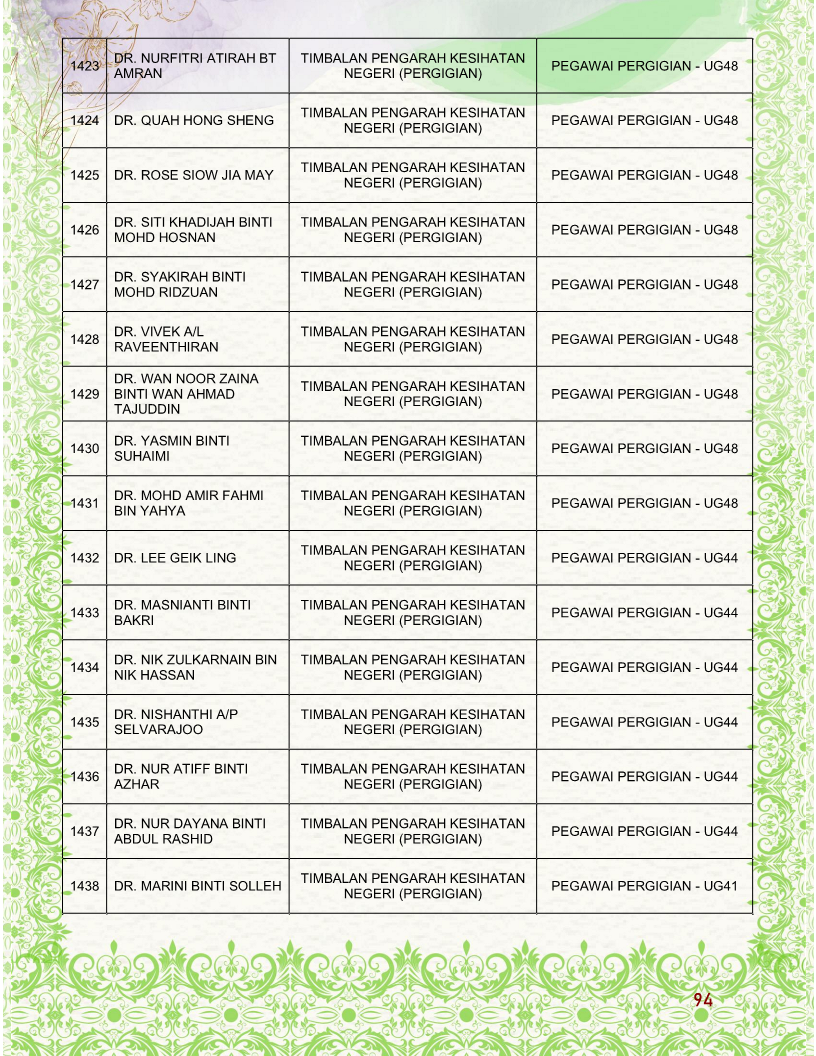 1423 DR. NURFITRI ATIRAH BT AMRAN TIMBALAN PENGARAH KESIHATAN NEGERI (PERGIGIAN) PEGAWAI PERGIGIAN - UG48
1424 DR. QUAH HONG SHENG TIMBALAN PENGARAH KESIHATAN NEGERI (PERGIGIAN) PEGAWAI PERGIGIAN - UG48
1425 DR. ROSE SIOW JIA MAY TIMBALAN PENGARAH KESIHATAN NEGERI (PERGIGIAN) PEGAWAI PERGIGIAN - UG48
1426 DR. SITI KHADIJAH BINTI MOHD HOSNAN TIMBALAN PENGARAH KESIHATAN NEGERI (PERGIGIAN) PEGAWAI PERGIGIAN - UG48
1427 DR. SYAKIRAH BINTI MOHD RIDZUAN TIMBALAN PENGARAH KESIHATAN NEGERI (PERGIGIAN) PEGAWAI PERGIGIAN - UG48
1428 DR. VIVEK A/L RAVEENTHIRAN TIMBALAN PENGARAH KESIHATAN NEGERI (PERGIGIAN) PEGAWAI PERGIGIAN - UG48
1429 DR. WAN NOOR ZAINA BINTI WAN AHMAD TAJUDDIN TIMBALAN PENGARAH KESIHATAN NEGERI (PERGIGIAN) PEGAWAI PERGIGIAN - UG48
1430 DR. YASMIN BINTI SUHAIMI TIMBALAN PENGARAH KESIHATAN NEGERI (PERGIGIAN) PEGAWAI PERGIGIAN - UG48
1431 DR. MOHD AMIR FAHMI BIN YAHYA TIMBALAN PENGARAH KESIHATAN NEGERI (PERGIGIAN) PEGAWAI PERGIGIAN - UG48
1432 DR. LEE GEIK LING TIMBALAN PENGARAH KESIHATAN NEGERI (PERGIGIAN) PEGAWAI PERGIGIAN - UG44
1433 DR. MASNIANTI BINTI BAKRI TIMBALAN PENGARAH KESIHATAN NEGERI (PERGIGIAN) PEGAWAI PERGIGIAN - UG44
1434 DR. NIK ZULKARNAIN BIN NIK HASSAN TIMBALAN PENGARAH KESIHATAN NEGERI (PERGIGIAN) PEGAWAI PERGIGIAN - UG44
1435 DR. NISHANTHI A/P SELVARAJOO TIMBALAN PENGARAH KESIHATAN NEGERI (PERGIGIAN) PEGAWAI PERGIGIAN - UG44
1436 DR. NUR ATIFF BINTI AZHAR TIMBALAN PENGARAH KESIHATAN NEGERI (PERGIGIAN) PEGAWAI PERGIGIAN - UG44
1437 DR. NUR DAYANA BINTI ABDUL RASHID TIMBALAN PENGARAH KESIHATAN NEGERI (PERGIGIAN) PEGAWAI PERGIGIAN - UG44
1438 DR. MARINI BINTI SOLLEH TIMBALAN PENGARAH KESIHATAN NEGERI (PERGIGIAN) PEGAWAI PERGIGIAN - UG41
94